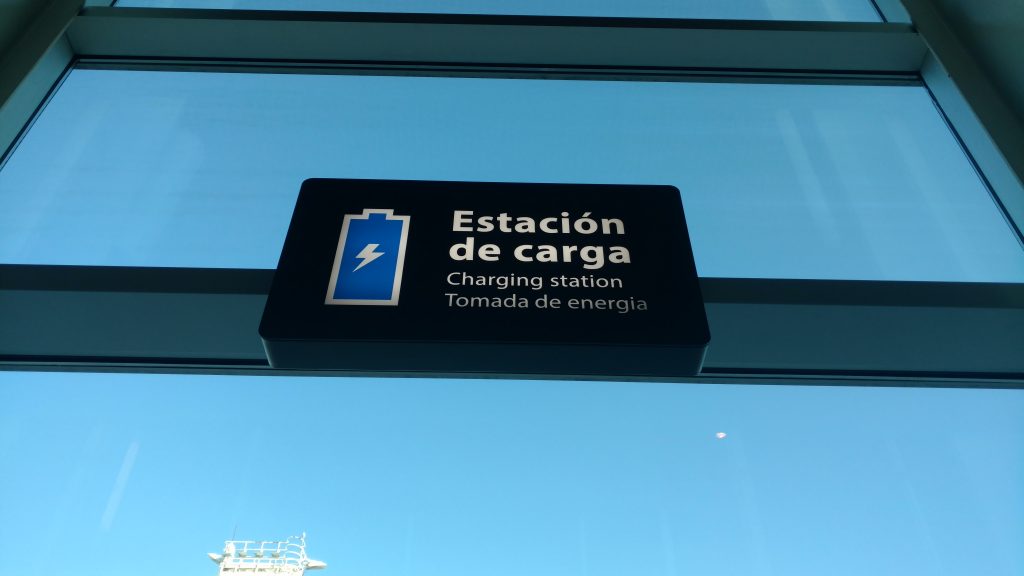 Estación
de carga
Charging station
Tomada de energia